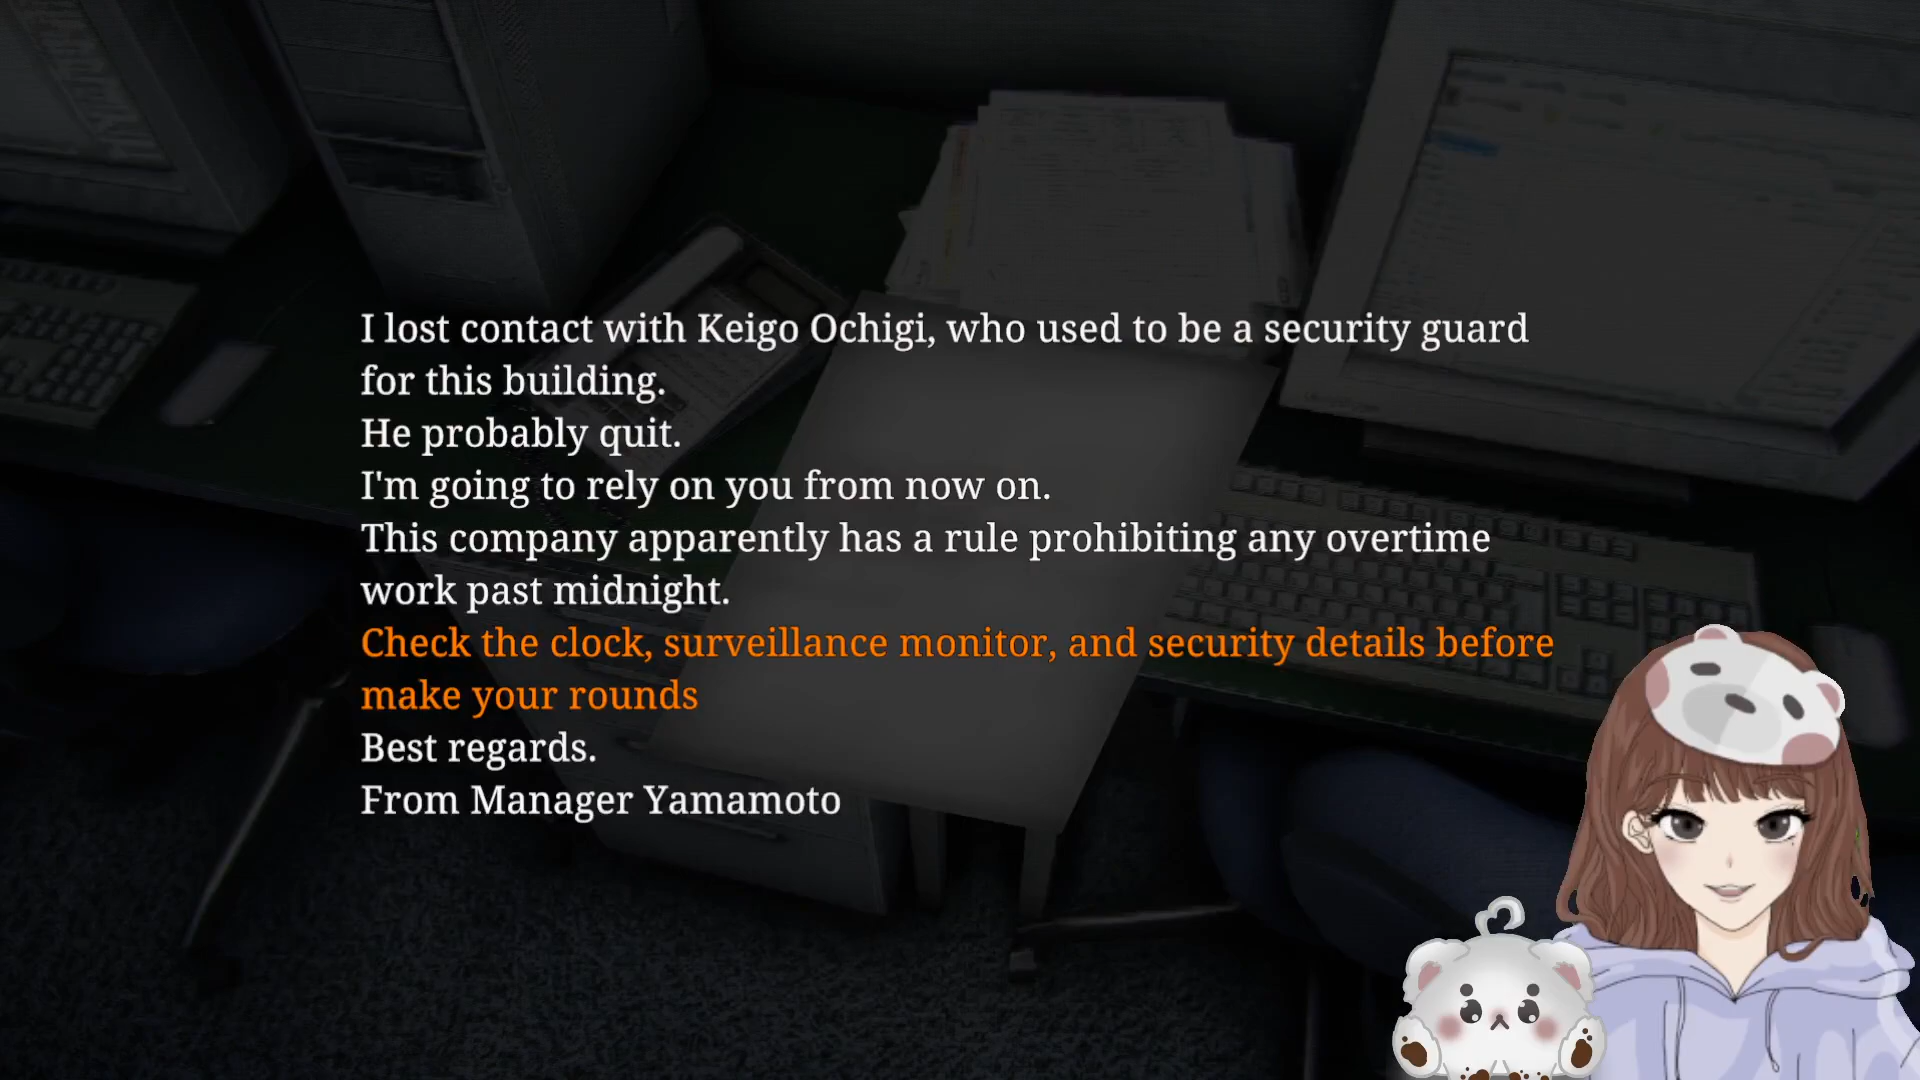 I lost contact with Keigo Ochigi, who used to be a security guard
for this building.
He probably quit.
I'm going to rely on you from now on.
This company apparently has a rule prohibiting any overtime
work past midnight.
Check the clock, surveillance monitor, and security details before
make your rounds
Best regards.
From Manager Yamamoto